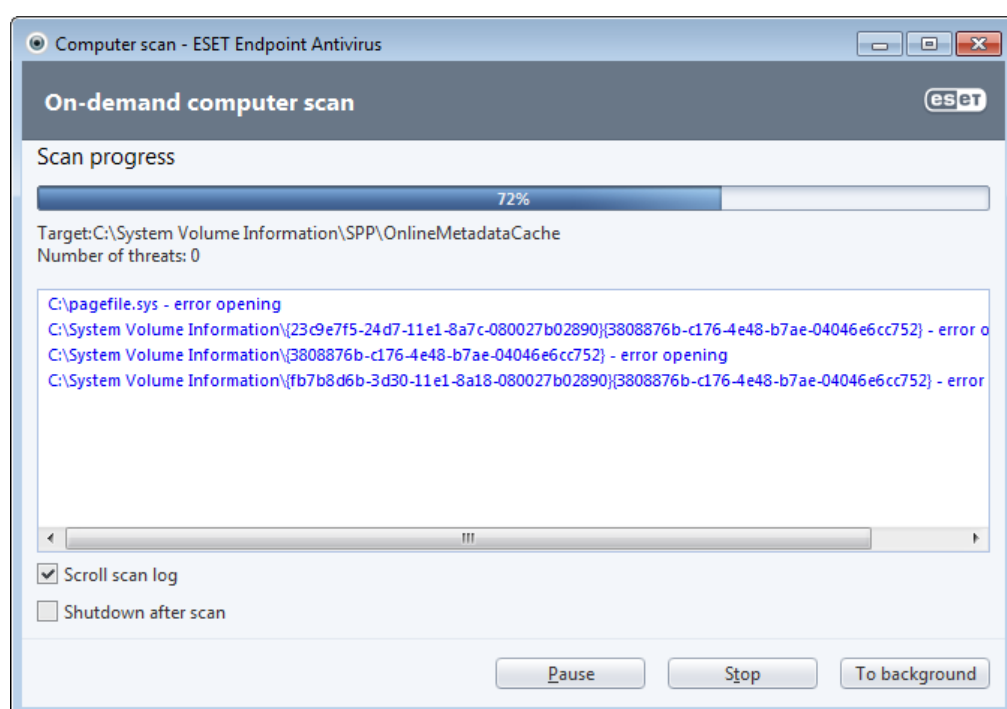 Computer scan - ESET Endpoint Antivirus
On-demand computer scan
eset
Scan progress
72%
Target:C:\System Volume Information\SPP\OnlineMetadataCache
Number of threats: 0
C:\pagefile.sys - error opening
C:\System Volume Information\{23c9e7f5-24d7-11e1-8a7c-080027b02890}{3808876b-c176-4e48-b7ae-04046e6cc752} - error o
C:\System Volume Information\{3808876b-c176-4e48-b7ae-04046e6cc752} - error opening
C:\System Volume Information\{fb7b8d6b-3d30-11e1-8a18-080027b02890}{3808876b-c176-4e48-b7ae-04046e6cc752} - error
Scroll scan log
Shutdown after scan
Pause Stop To background